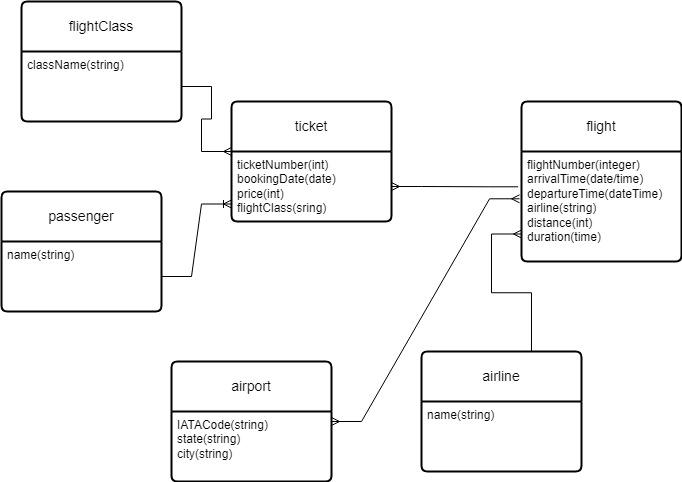 flightClass
className(string)
ticket
ticketNumber(int)
bookingDate(date)
price(int)
flightClass(sring)
flight
flightNumber(integer)
arrivalTime(date/time)
departureTime(dateTime)
airline(string)
distance(int)
duration(time)
passenger
name(string)
airport
IATACode(string)
state(string)
city(string)
airline
name(string)